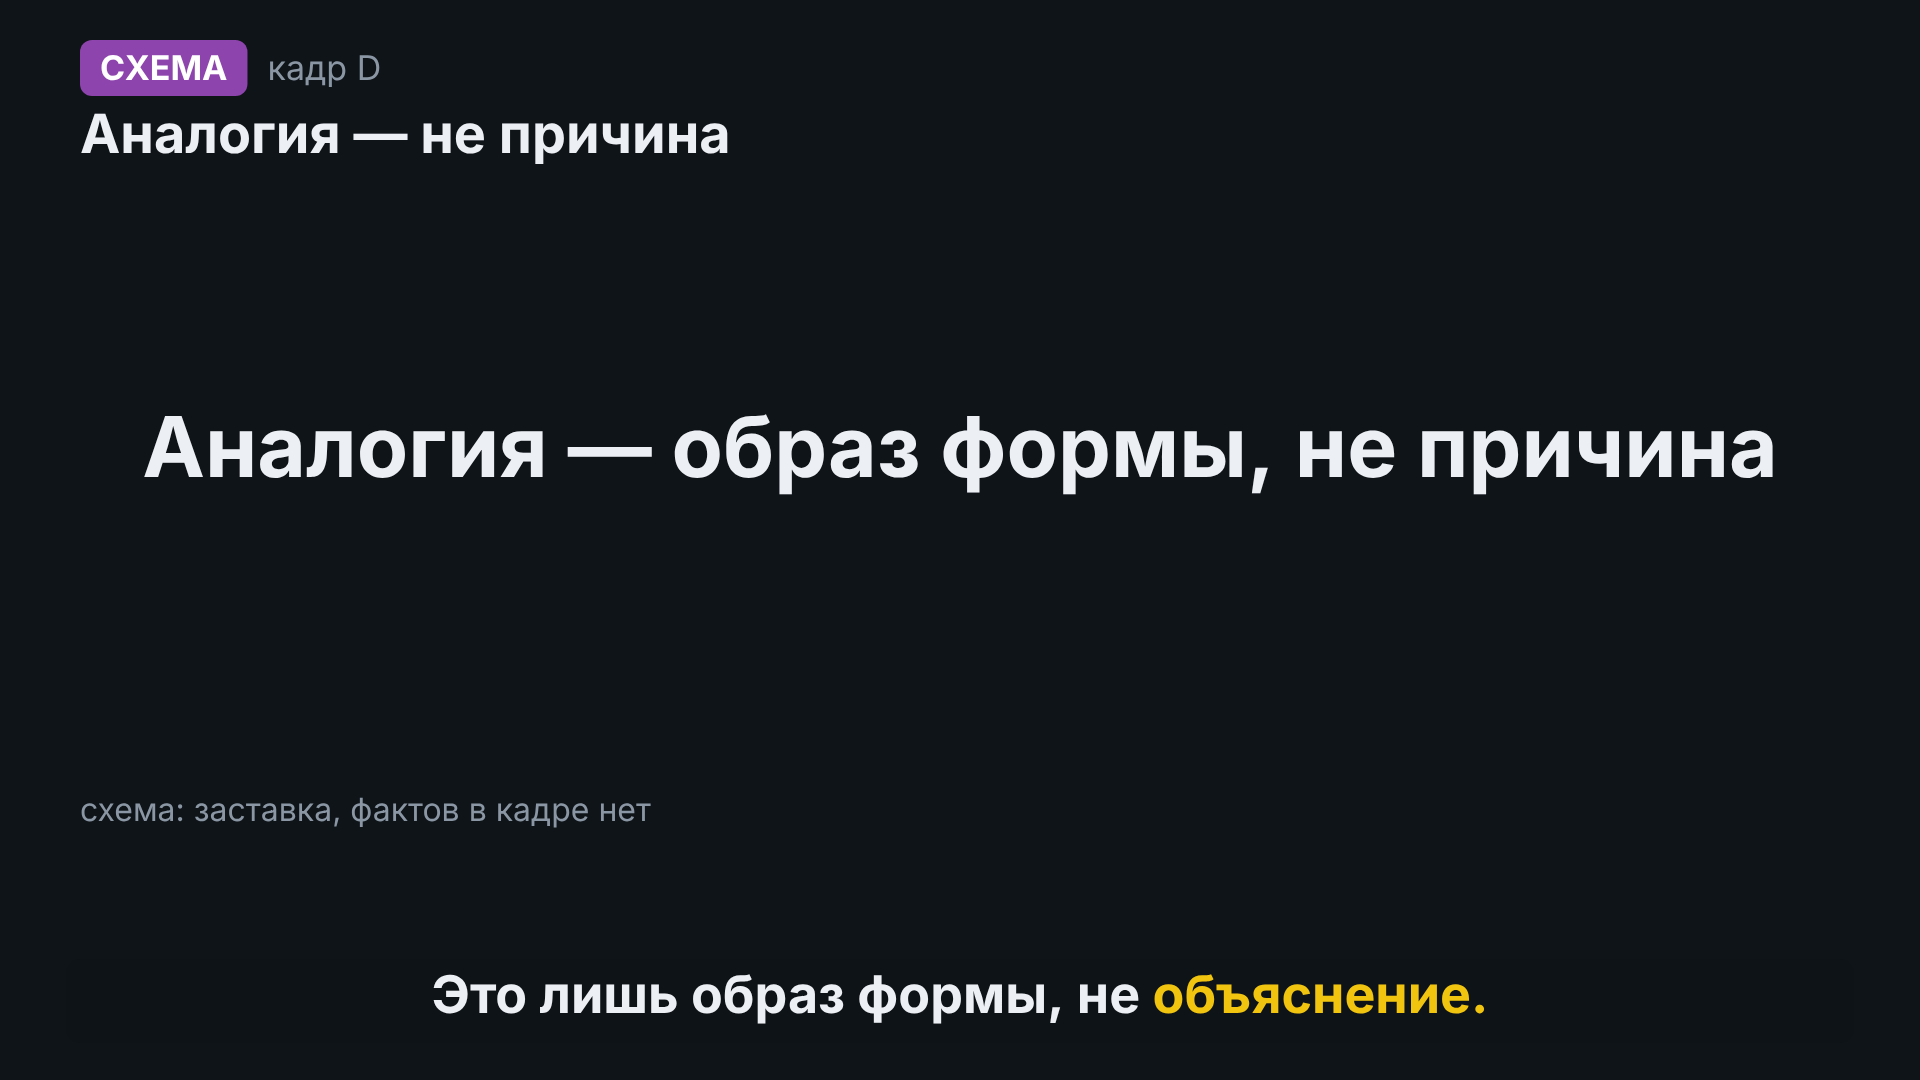 СХЕМА кадр D
Аналогия — не причина
Аналогия — образ формы, не причина
схема: заставка, фактов в кадре нет
Это лишь образ формы, не объяснение.